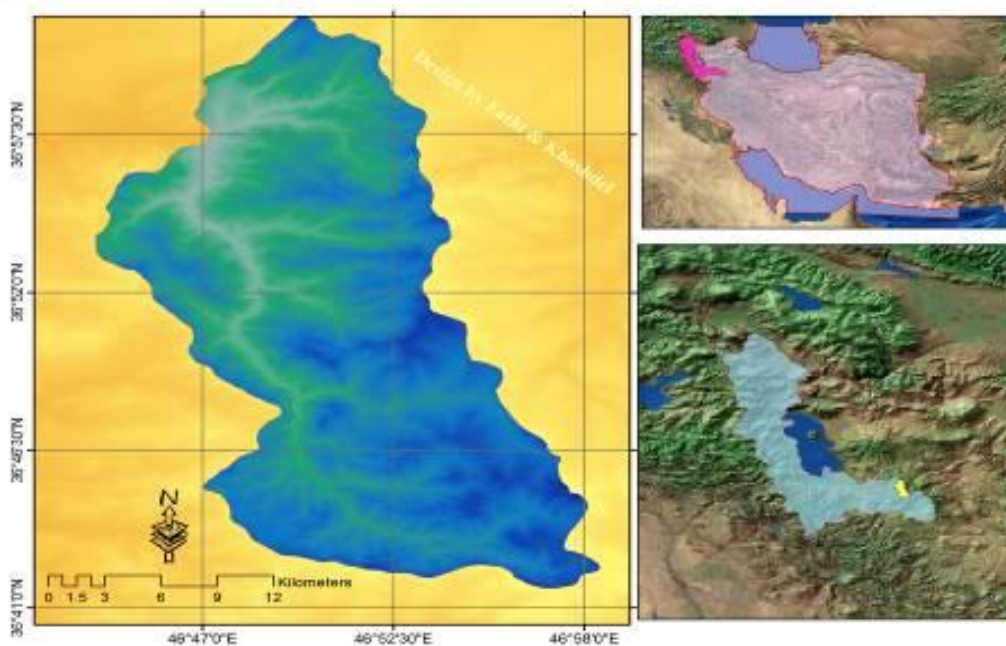 Design by: Fathi & Khoshdel
36°57'30"N
36°52'0"N
36°46'30"N
36°41'0"N
N
0 1.5 3 6 9 12 Kilometers
46°47'0"E 46°52'30"E 46°58'0"E